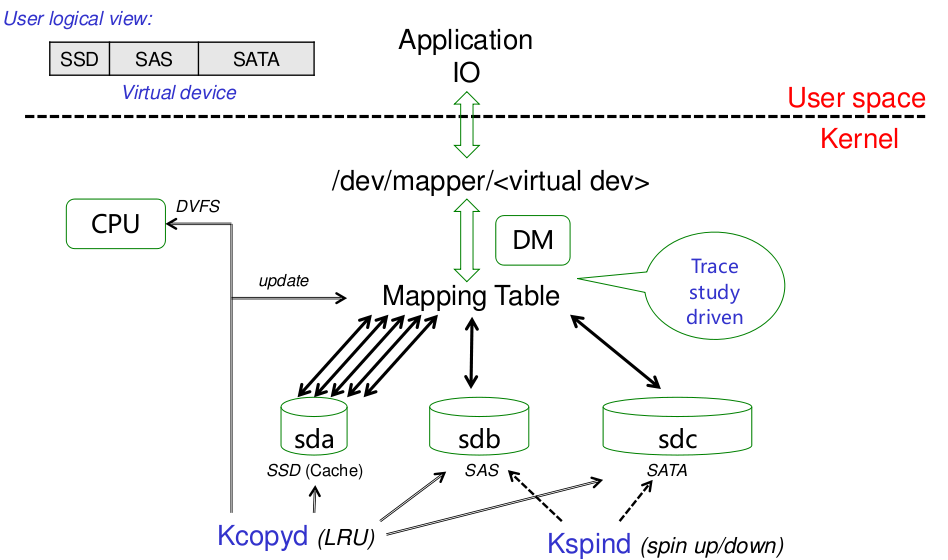 User logical view:
SSD SAS SATA
Virtual device
Application
IO
User space
Kernel
/dev/mapper/<virtual dev>
CPU
DVFS
DM
update
Mapping Table
Trace
study
driven
sda
sdb
sdc
SSD (Cache)
SAS
SATA
Kcopyd (LRU)
Kspind (spin up/down)